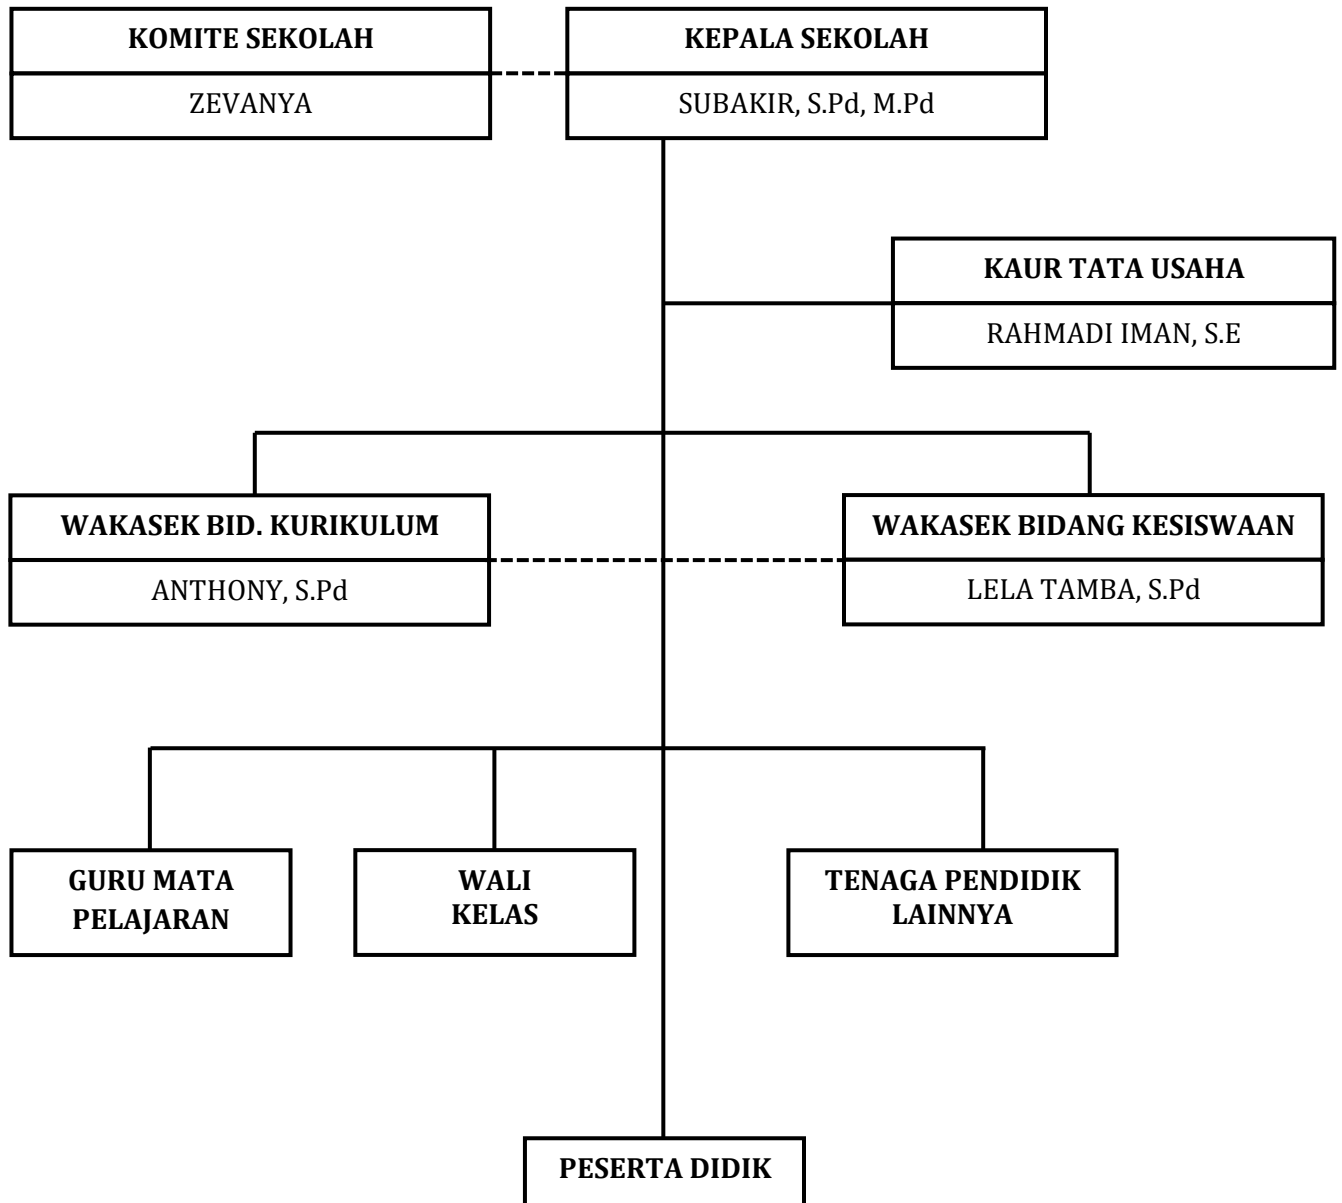 KOMITE SEKOLAH
ZEVANYA
KEPALA SEKOLAH
SUBAKIR, S.Pd, M.Pd
KAUR TATA USAHA
RAHMADI IMAN, S.E
WAKASEK BID. KURIKULUM
ANTHONY, S.Pd
WAKASEK BIDANG KESISWAAN
LELA TAMBA, S.Pd
GURU MATA
PELAJARAN
WALI
KELAS
TENAGA PENDIDIK
LAINNYA
PESERTA DIDIK